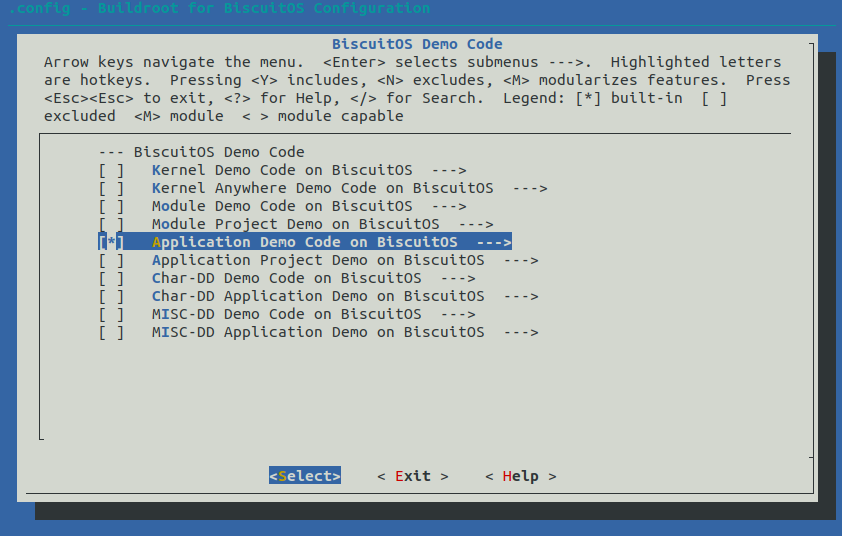 .config - Buildroot for BiscuitOS Configuration
BiscuitOS Demo Code
Arrow keys navigate the menu.  <Enter> selects submenus --->.  Highlighted letters
are hotkeys.  Pressing <Y> includes, <N> excludes, <M> modularizes features.  Press
<Esc><Esc> to exit, <?> for Help, </> for Search.  Legend: [*] built-in  [ ]
excluded  <M> module  < > module capable
--- BiscuitOS Demo Code
[ ]   Kernel Demo Code on BiscuitOS  --->
[ ]   Kernel Anywhere Demo Code on BiscuitOS  --->
[ ]   Module Demo Code on BiscuitOS  --->
[ ]   Module Project Demo on BiscuitOS  --->
[*]   Application Demo Code on BiscuitOS  --->
[ ]   Application Project Demo on BiscuitOS  --->
[ ]   Char-DD Demo Code on BiscuitOS  --->
[ ]   Char-DD Application Demo on BiscuitOS  --->
[ ]   MISC-DD Demo Code on BiscuitOS  --->
[ ]   MISC-DD Application Demo on BiscuitOS  --->
<Select>    < Exit >    < Help >